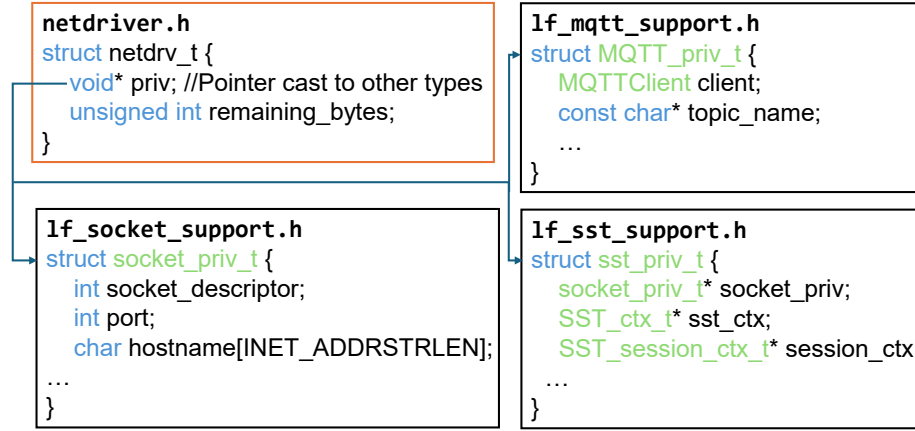 netdriver.h
struct netdrv_t {
void* priv; //Pointer cast to other types
unsigned int remaining_bytes;
}
lf_mqtt_support.h
struct MQTT_priv_t {
MQTTClient client;
const char* topic_name;
…
}
lf_socket_support.h
struct socket_priv_t {
int socket_descriptor;
int port;
char hostname[INET_ADDRSTRLEN];
…
}
lf_sst_support.h
struct sst_priv_t {
socket_priv_t* socket_priv;
SST_ctx_t* sst_ctx;
SST_session_ctx_t* session_ctx
…
}